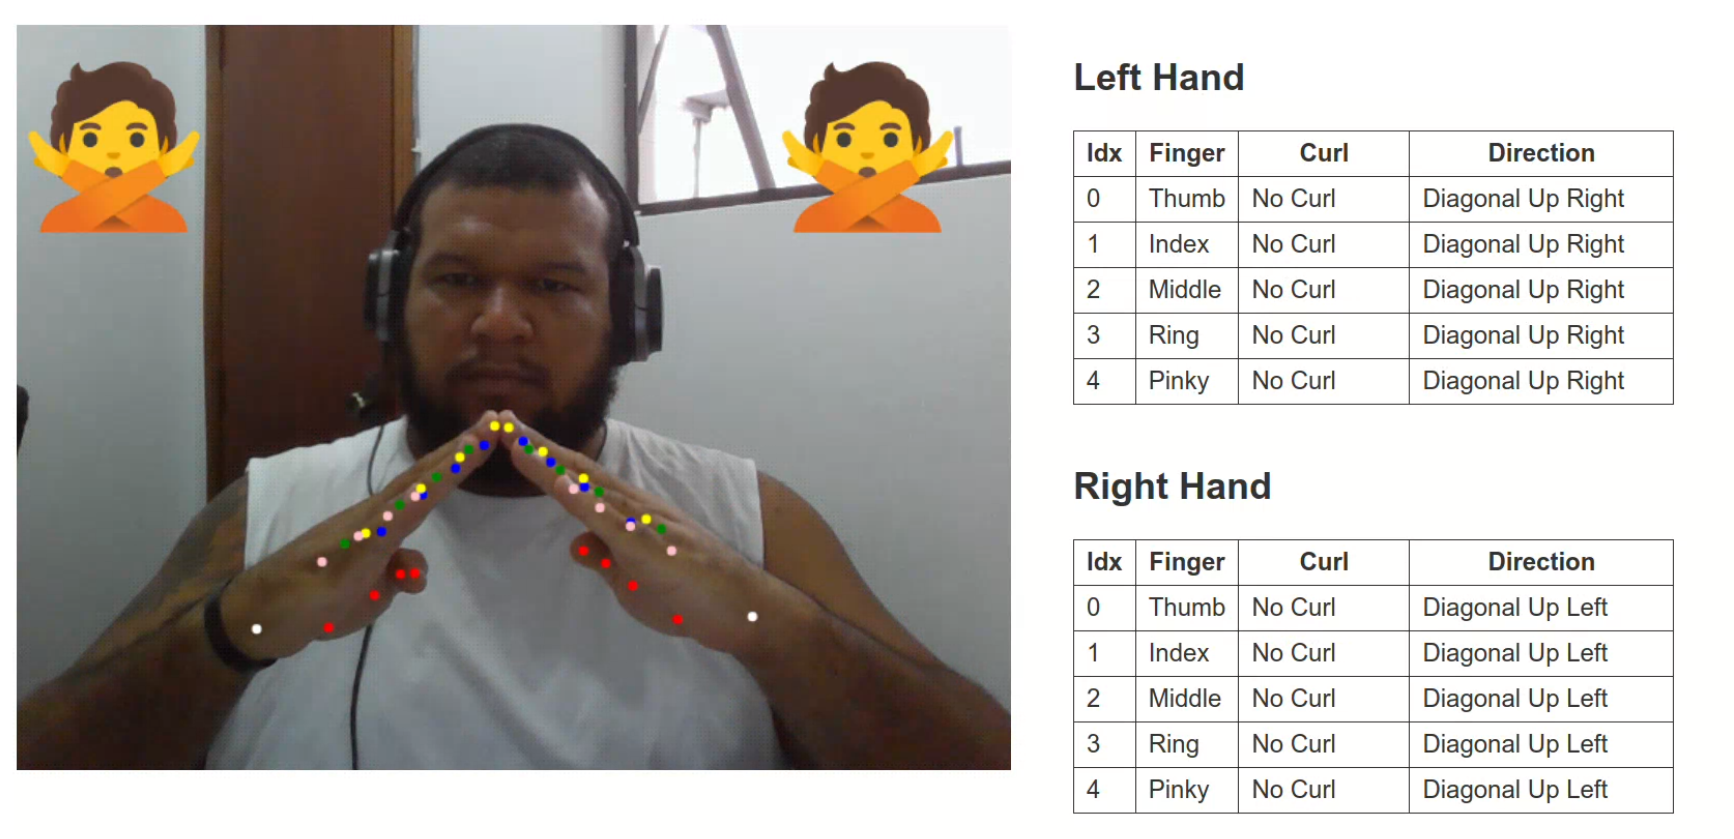 Left Hand
Idx Finger Curl Direction
0 Thumb No Curl Diagonal Up Right
1 Index No Curl Diagonal Up Right
2 Middle No Curl Diagonal Up Right
3 Ring No Curl Diagonal Up Right
4 Pinky No Curl Diagonal Up Right
Right Hand
Idx Finger Curl Direction
0 Thumb No Curl Diagonal Up Left
1 Index No Curl Diagonal Up Left
2 Middle No Curl Diagonal Up Left
3 Ring No Curl Diagonal Up Left
4 Pinky No Curl Diagonal Up Left